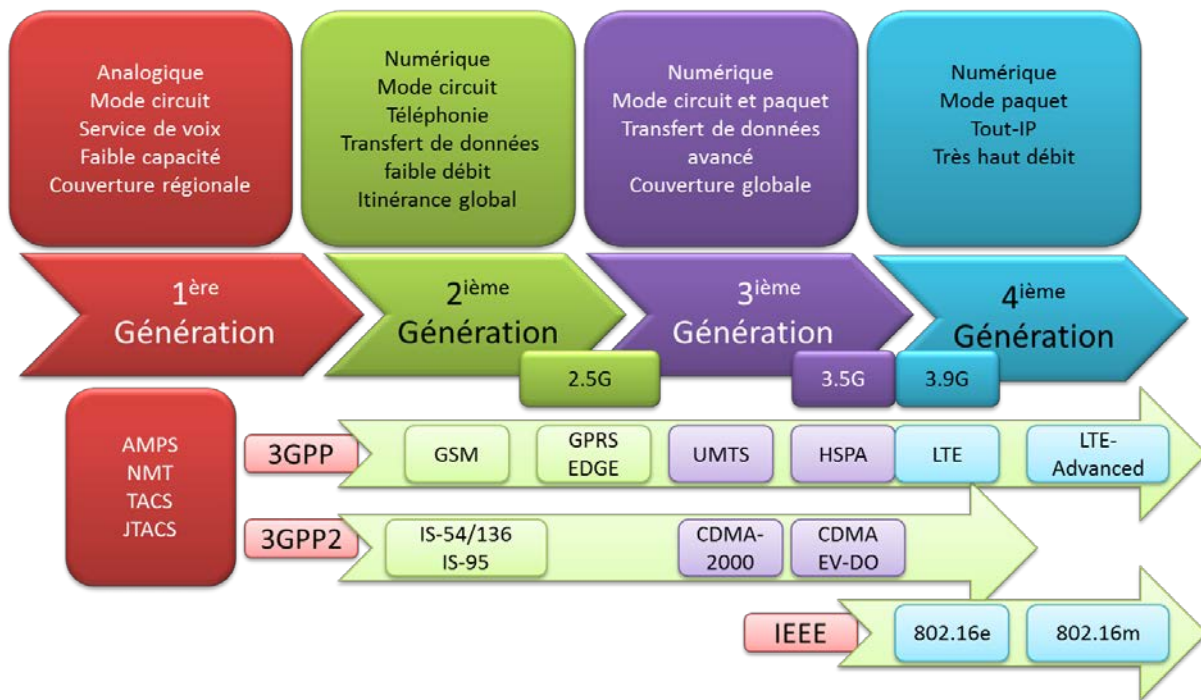 Analogique
Mode circuit
Service de voix
Faible capacité
Couverture régionale
Numérique
Mode circuit
Téléphonie
Transfert de données
faible débit
Itinérance global
Numérique
Mode circuit et paquet
Transfert de données
avancé
Couverture globale
Numérique
Mode paquet
Tout-IP
Très haut débit
1ère
Génération
2ième
Génération
3ième
Génération
4ième
Génération
2.5G
3.5G
3.9G
AMPS
NMT
TACS
JTACS
3GPP
GSM
GPRS
EDGE
UMTS
HSPA
LTE
LTE-
Advanced
3GPP2
IS-54/136
IS-95
CDMA-
2000
CDMA
EV-DO
IEEE
802.16e
802.16m